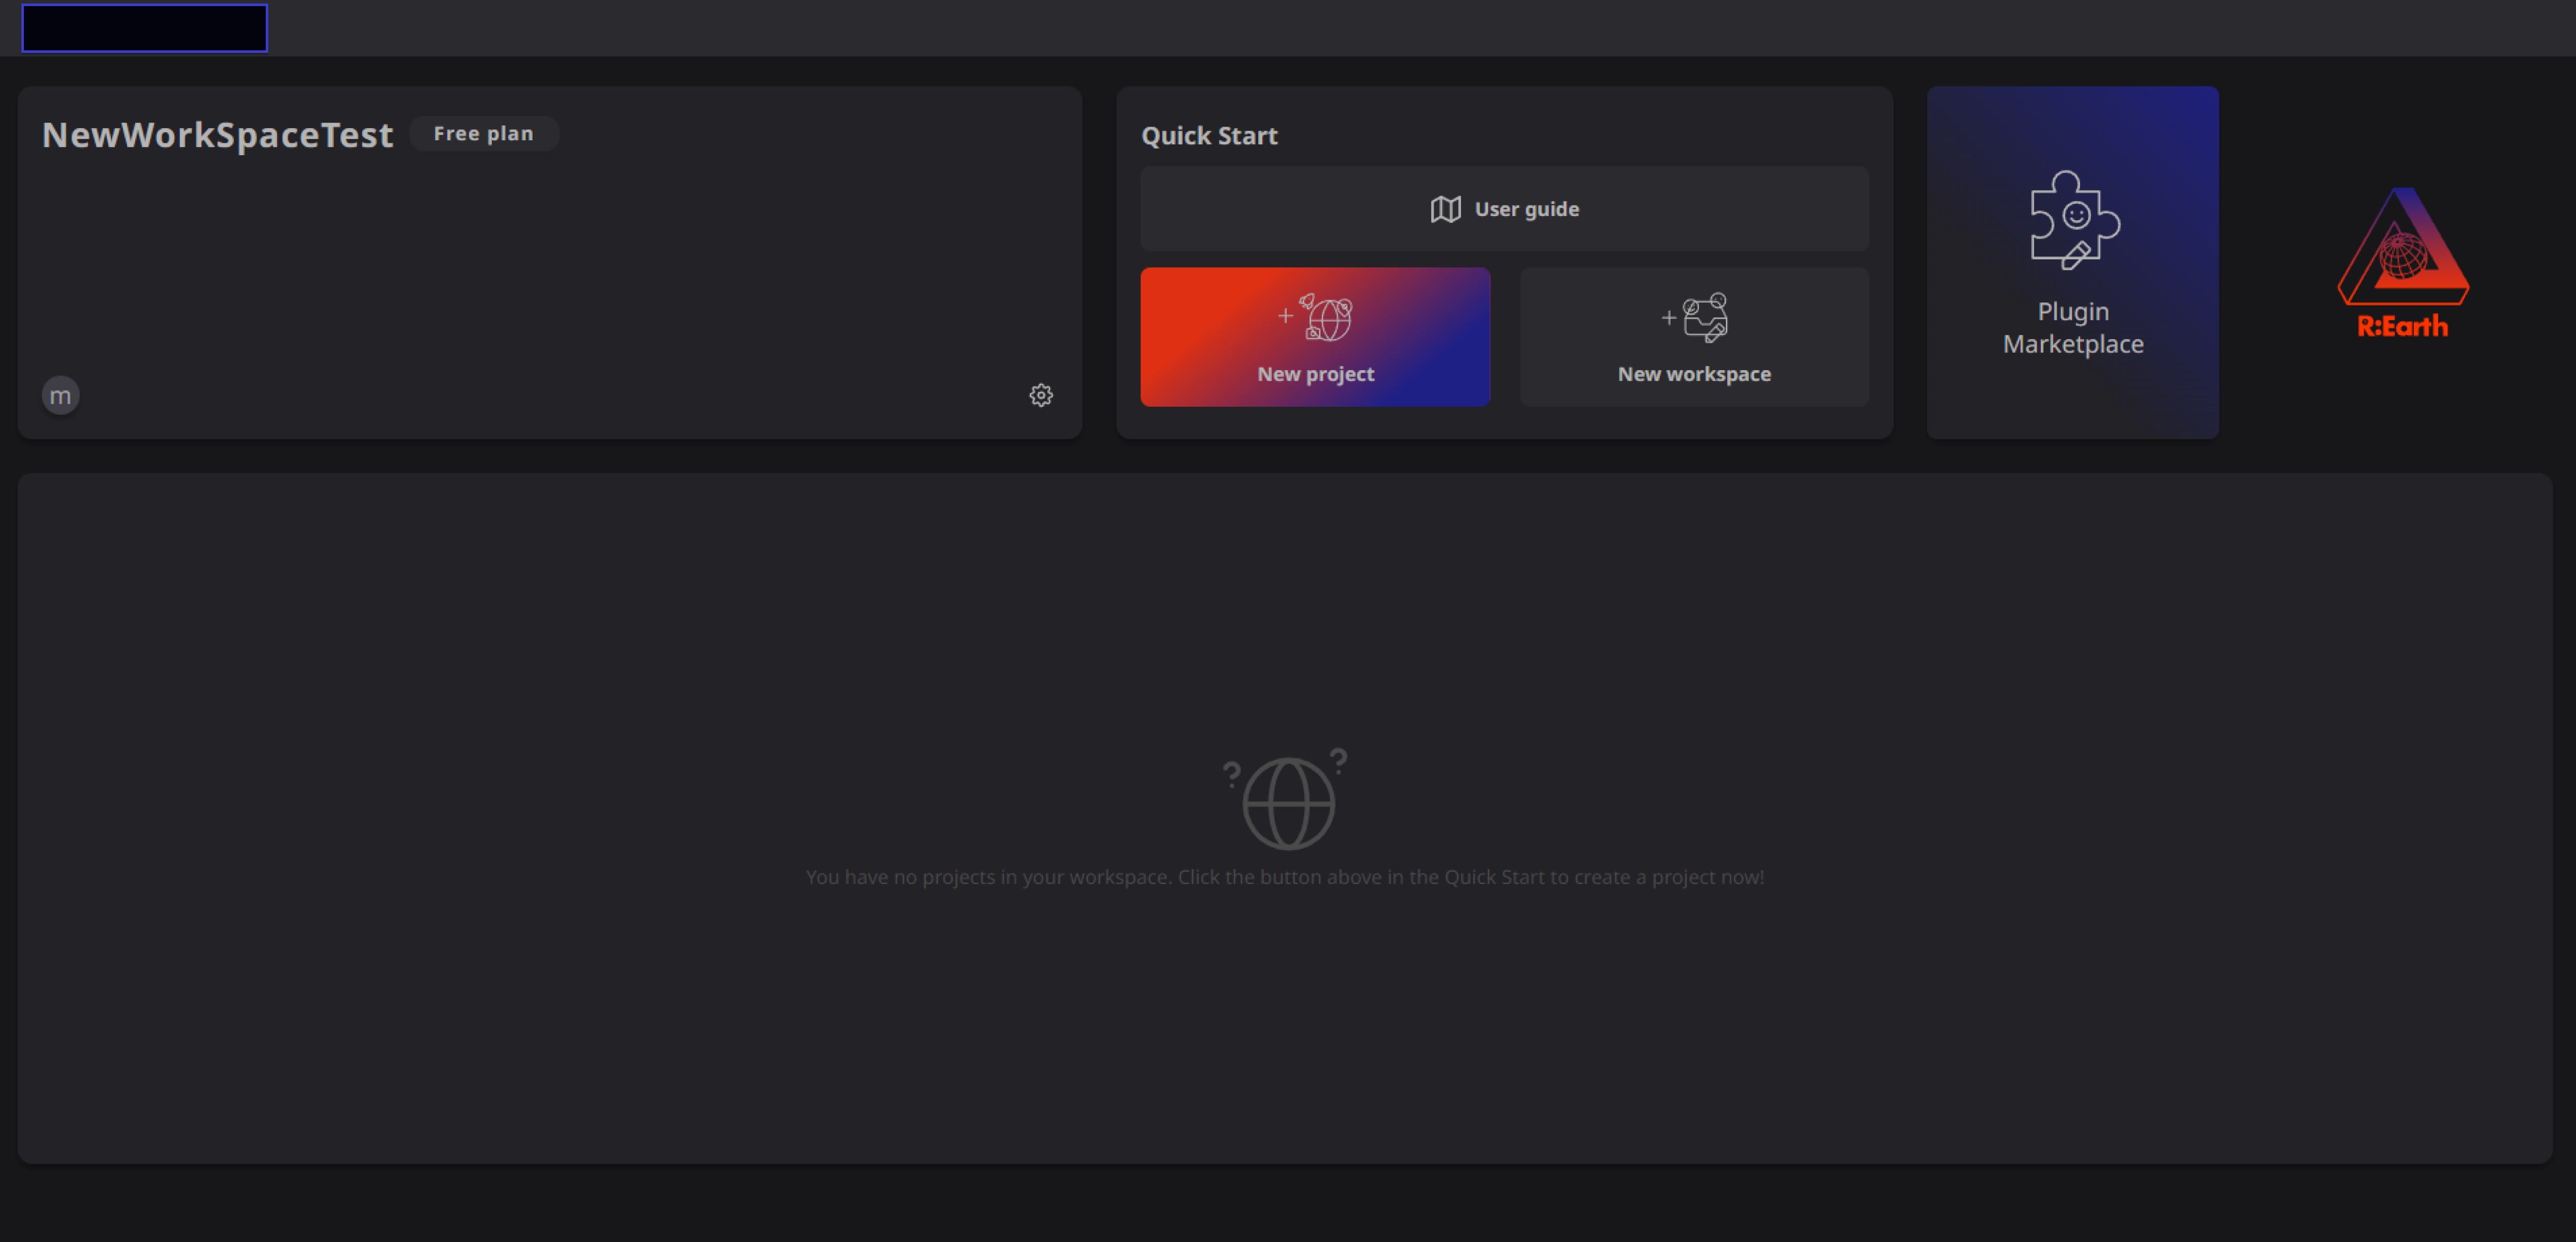 NewWorkSpaceTest Free plan
m
Quick Start
User guide
New project
New workspace
Plugin
Marketplace
R:Earth
You have no projects in your workspace. Click the button above in the Quick Start to create a project now!